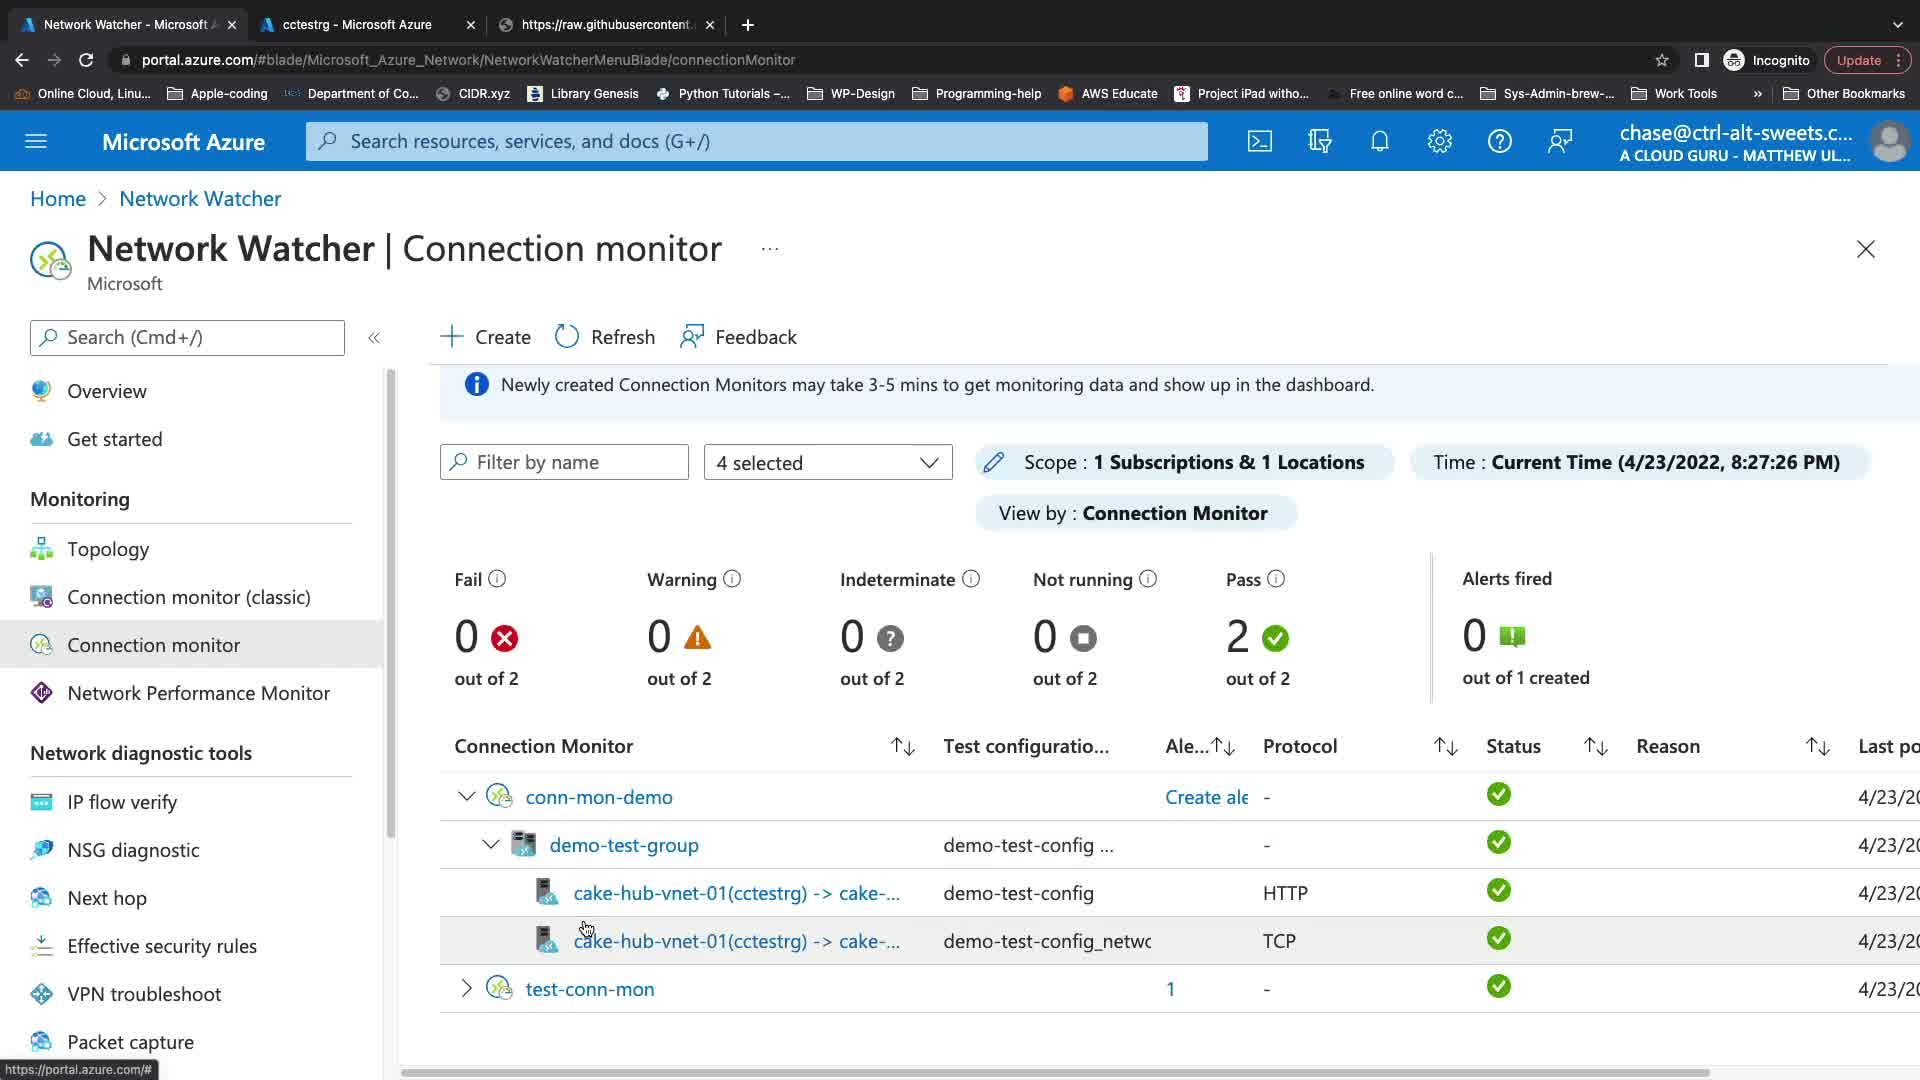 Network Watcher - Microsoft A
cctestrg - Microsoft Azure
https://raw.githubusercontent.
portal.azure.com/#blade/Microsoft_Azure_Network/NetworkWatcherMenuBlade/connectionMonitor
Incognito
Update
Online Cloud, Linu...
Apple-coding
Department of Co...
CIDR.xyz
Library Genesis
Python Tutorials –...
WP-Design
Programming-help
AWS Educate
Project iPad witho...
Free online word c...
Sys-Admin-brew-...
Work Tools
»
Other Bookmarks
Microsoft Azure
Search resources, services, and docs (G+/)
chase@ctrl-alt-sweets.c...
A CLOUD GURU - MATTHEW UL...
Home > Network Watcher
Network Watcher | Connection monitor ...
Microsoft
Search (Cmd+/)
«
Create
Refresh
Feedback
Newly created Connection Monitors may take 3-5 mins to get monitoring data and show up in the dashboard.
Overview
Get started
Monitoring
Topology
Connection monitor (classic)
Connection monitor
Network Performance Monitor
Network diagnostic tools
IP flow verify
NSG diagnostic
Next hop
Effective security rules
VPN troubleshoot
Packet capture
Filter by name
4 selected
Scope : 1 Subscriptions & 1 Locations
Time : Current Time (4/23/2022, 8:27:26 PM)
View by : Connection Monitor
Fail
0
out of 2
Warning
0
out of 2
Indeterminate
0
out of 2
Not running
0
out of 2
Pass
2
out of 2
Alerts fired
0
out of 1 created
Connection Monitor Test configuratio... Ale... Protocol Status Reason Last po
conn-mon-demo Create ale - 4/23/20
demo-test-group demo-test-config ... - 4/23/20
cake-hub-vnet-01(cctestrg) -> cake-... demo-test-config HTTP 4/23/20
cake-hub-vnet-01(cctestrg) -> cake-... demo-test-config_netwo TCP 4/23/20
test-conn-mon 1 - 4/23/20
https://portal.azure.com/#